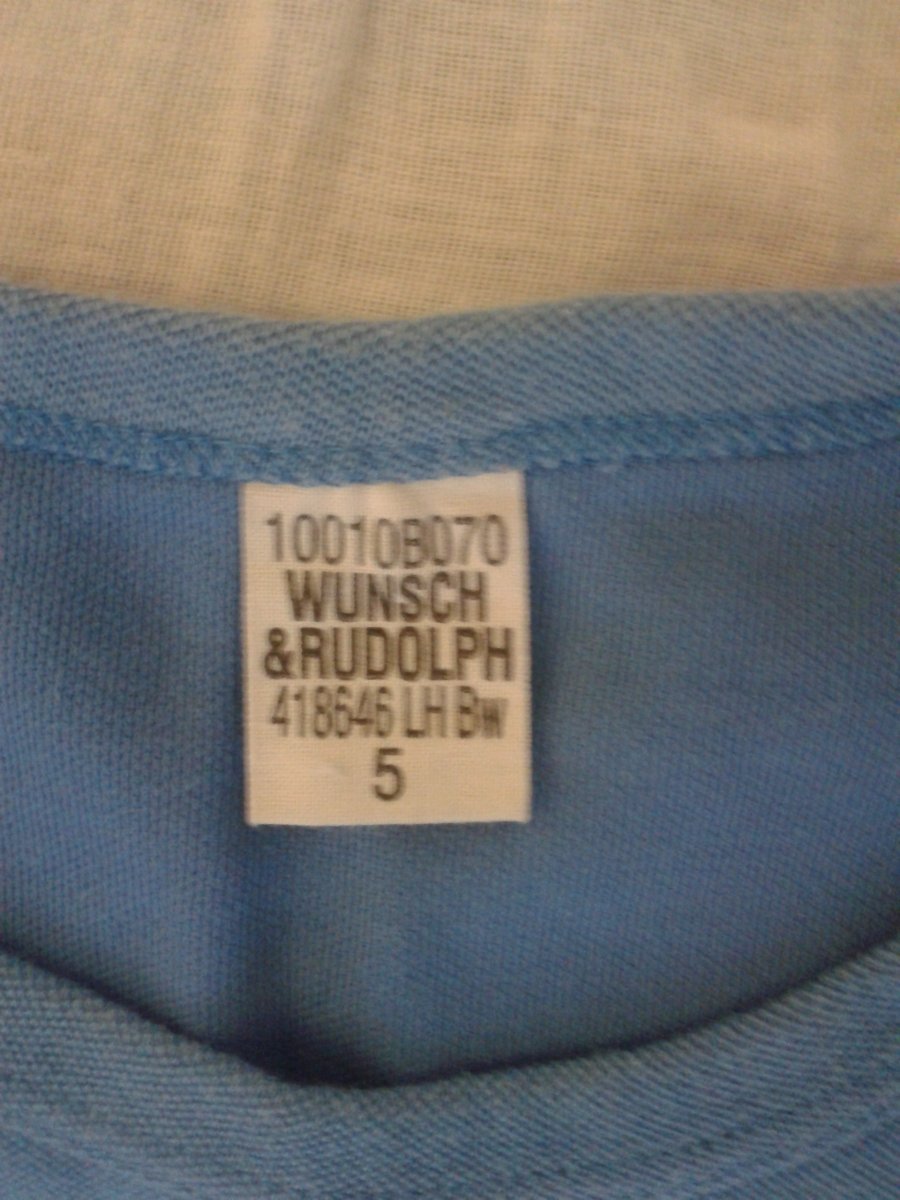 10010B070
WUNSCH
&RUDOLPH
418646 LH Bw
5